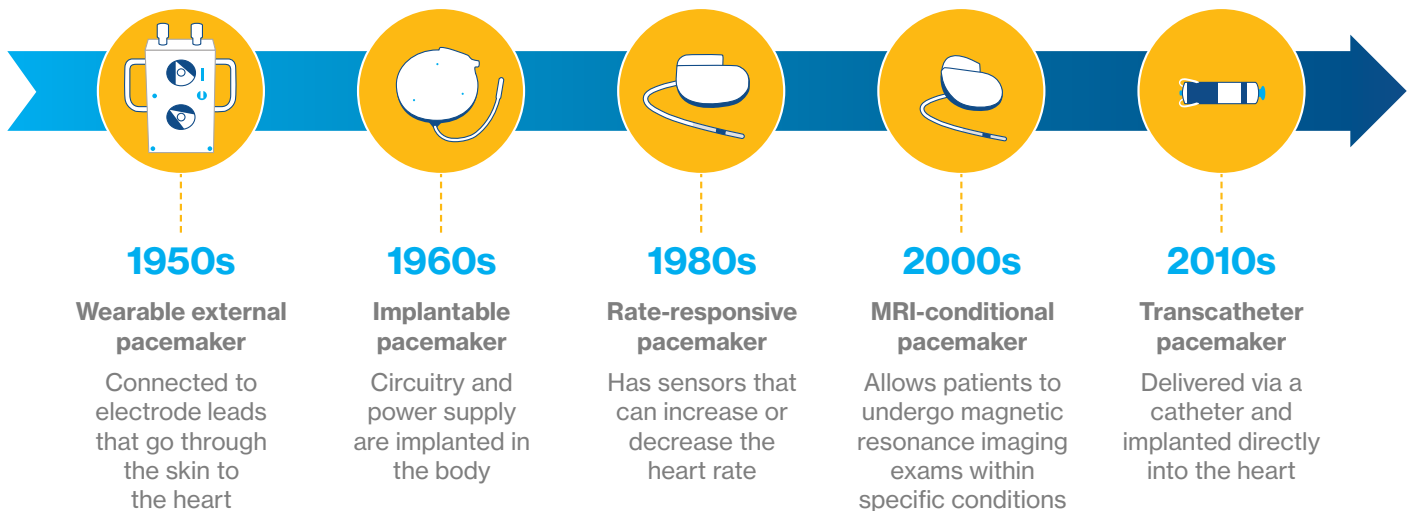 1950s
Wearable external
pacemaker
Connected to
electrode leads
that go through
the skin to
the heart
1960s
Implantable
pacemaker
Circuitry and
power supply
are implanted in
the body
1980s
Rate-responsive
pacemaker
Has sensors that
can increase or
decrease the
heart rate
2000s
MRI-conditional
pacemaker
Allows patients to
undergo magnetic
resonance imaging
exams within
specific conditions
2010s
Transcatheter
pacemaker
Delivered via a
catheter and
implanted directly
into the heart